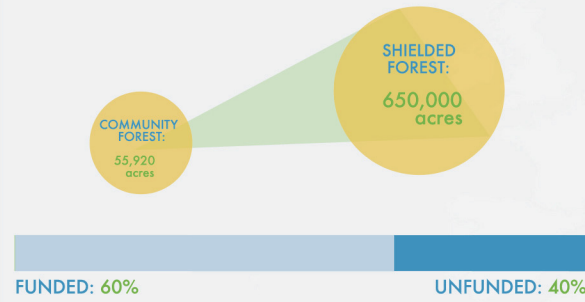 SHIELDED
FOREST:
650,000
acres
COMMUNITY
FOREST:
55,920
acres
FUNDED: 60%
UNFUNDED: 40%